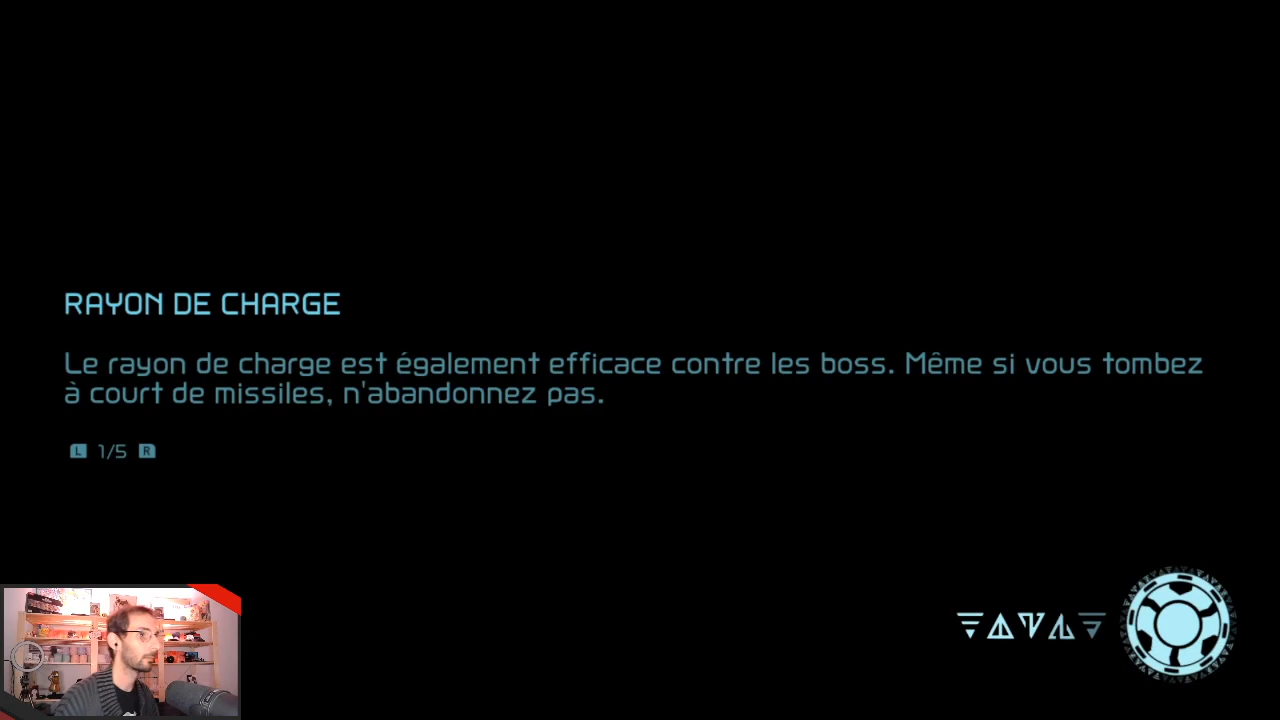 RAYON DE CHARGE
Le rayon de charge est également efficace contre les boss. Même si vous tombez
à court de missiles, n'abandonnez pas.
L 1/5 R